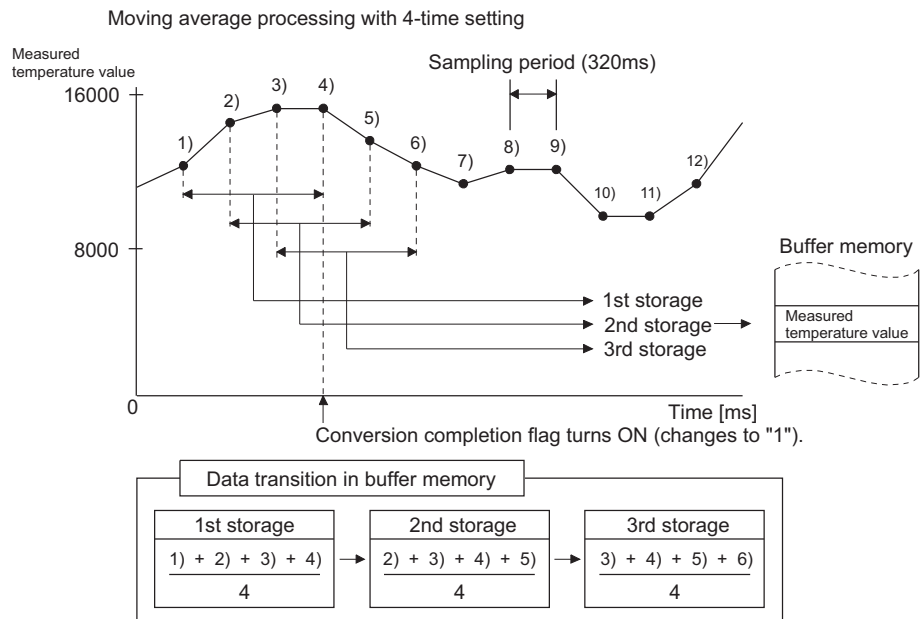 Moving average processing with 4-time setting
Measured
temperature value
16000
8000
0
1)
2)
3)
4)
5)
6)
7)
8)
9)
10)
11)
12)
Sampling period (320ms)
Buffer memory
Measured
temperature value
1st storage
2nd storage
3rd storage
Time [ms]
Conversion completion flag turns ON (changes to "1").
Data transition in buffer memory
1st storage
1) + 2) + 3) + 4)
4
2nd storage
2) + 3) + 4) + 5)
4
3rd storage
3) + 4) + 5) + 6)
4